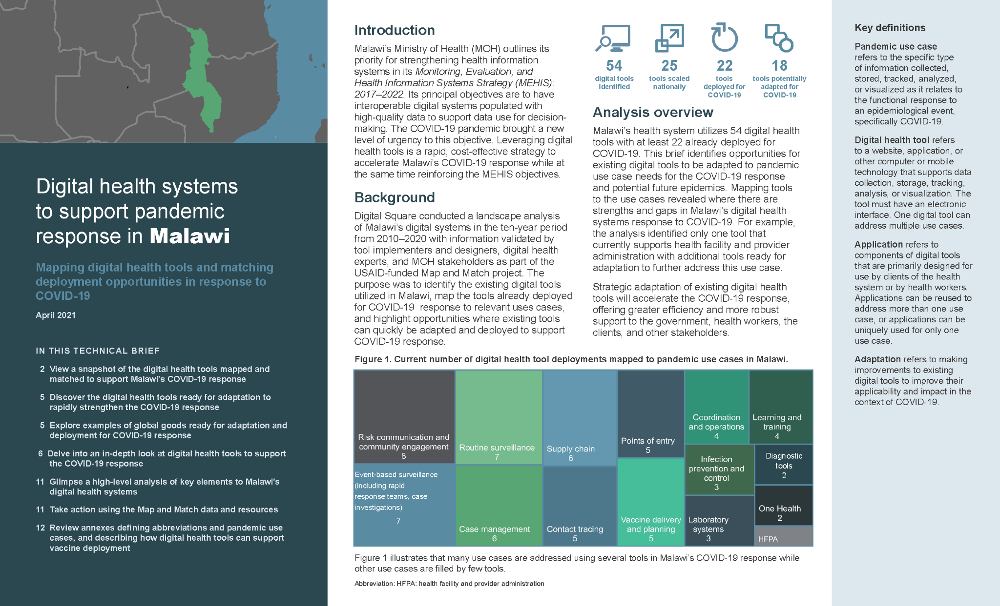 Digital health systems
to support pandemic
response in Malawi
Mapping digital health tools and matching
deployment opportunities in response to
COVID-19
April 2021
IN THIS TECHNICAL BRIEF
2 View a snapshot of the digital health tools mapped and
matched to support Malawi's COVID-19 response
5 Discover the digital health tools ready for adaptation to
rapidly strengthen the COVID-19 response
5 Explore examples of global goods ready for adaptation and
deployment for COVID-19 response
6 Delve into an in-depth look at digital health tools to support
the COVID-19 response
11 Glimpse a high-level analysis of key elements to Malawi's
digital health systems
11 Take action using the Map and Match data and resources
12 Review annexes defining abbreviations and pandemic use
cases, and describing how digital health tools can support
vaccine deployment
Introduction
Malawi's Ministry of Health (MOH) outlines its
priority for strengthening health information
systems in its Monitoring, Evaluation, and
Health Information Systems Strategy (MEHIS):
2017–2022. Its principal objectives are to have
interoperable digital systems populated with
high-quality data to support data use for decision-
making. The COVID-19 pandemic brought a new
level of urgency to this objective. Leveraging digital
health tools is a rapid, cost-effective strategy to
accelerate Malawi's COVID-19 response while at
the same time reinforcing the MEHIS objectives.
Background
Digital Square conducted a landscape analysis
of Malawi's digital systems in the ten-year period
from 2010–2020 with information validated by
tool implementers and designers, digital health
experts, and MOH stakeholders as part of the
USAID-funded Map and Match project. The
purpose was to identify the existing digital tools
utilized in Malawi, map the tools already deployed
for COVID-19 response to relevant uses cases,
and highlight opportunities where existing tools
can quickly be adapted and deployed to support
COVID-19 response.
54
digital tools
identified
25
tools scaled
nationally
22
tools
deployed for
COVID-19
18
tools potentially
adapted for
COVID-19
Analysis overview
Malawi's health system utilizes 54 digital health
tools with at least 22 already deployed for
COVID-19. This brief identifies opportunities for
existing digital tools to be adapted to pandemic
use case needs for the COVID-19 response
and potential future epidemics. Mapping tools
to the use cases revealed where there are
strengths and gaps in Malawi's digital health
systems response to COVID-19. For example,
the analysis identified only one tool that
currently supports health facility and provider
administration with additional tools ready for
adaptation to further address this use case.
Strategic adaptation of existing digital health
tools will accelerate the COVID-19 response,
offering greater efficiency and more robust
support to the government, health workers, the
clients, and other stakeholders.
Figure 1. Current number of digital health tool deployments mapped to pandemic use cases in Malawi.
Risk communication and
community engagement
8
Event-based surveillance
(including rapid
response teams, case
investigations)
7
Routine surveillance
7
Case management
6
Supply chain
6
Contact tracing
5
Points of entry
5
Vaccine delivery
and planning
5
Coordination
and operations
4
Learning and
training
4
Infection
prevention and
control
3
Laboratory
systems
3
Diagnostic
tools
2
One Health
2
HFPA
Figure 1 illustrates that many use cases are addressed using several tools in Malawi's COVID-19 response while
other use cases are filled by few tools.
Abbreviation: HFPA: health facility and provider administration
Key definitions
Pandemic use case
refers to the specific type
of information collected,
stored, tracked, analyzed,
or visualized as it relates to
the functional response to
an epidemiological event,
specifically COVID-19.
Digital health tool refers
to a website, application, or
other computer or mobile
technology that supports data
collection, storage, tracking,
analysis, or visualization. The
tool must have an electronic
interface. One digital tool can
address multiple use cases.
Application refers to
components of digital tools
that are primarily designed for
use by clients of the health
system or by health workers.
Applications can be reused to
address more than one use
case, or applications can be
uniquely used for only one
use case.
Adaptation refers to making
improvements to existing
digital tools to improve their
applicability and impact in the
context of COVID-19.